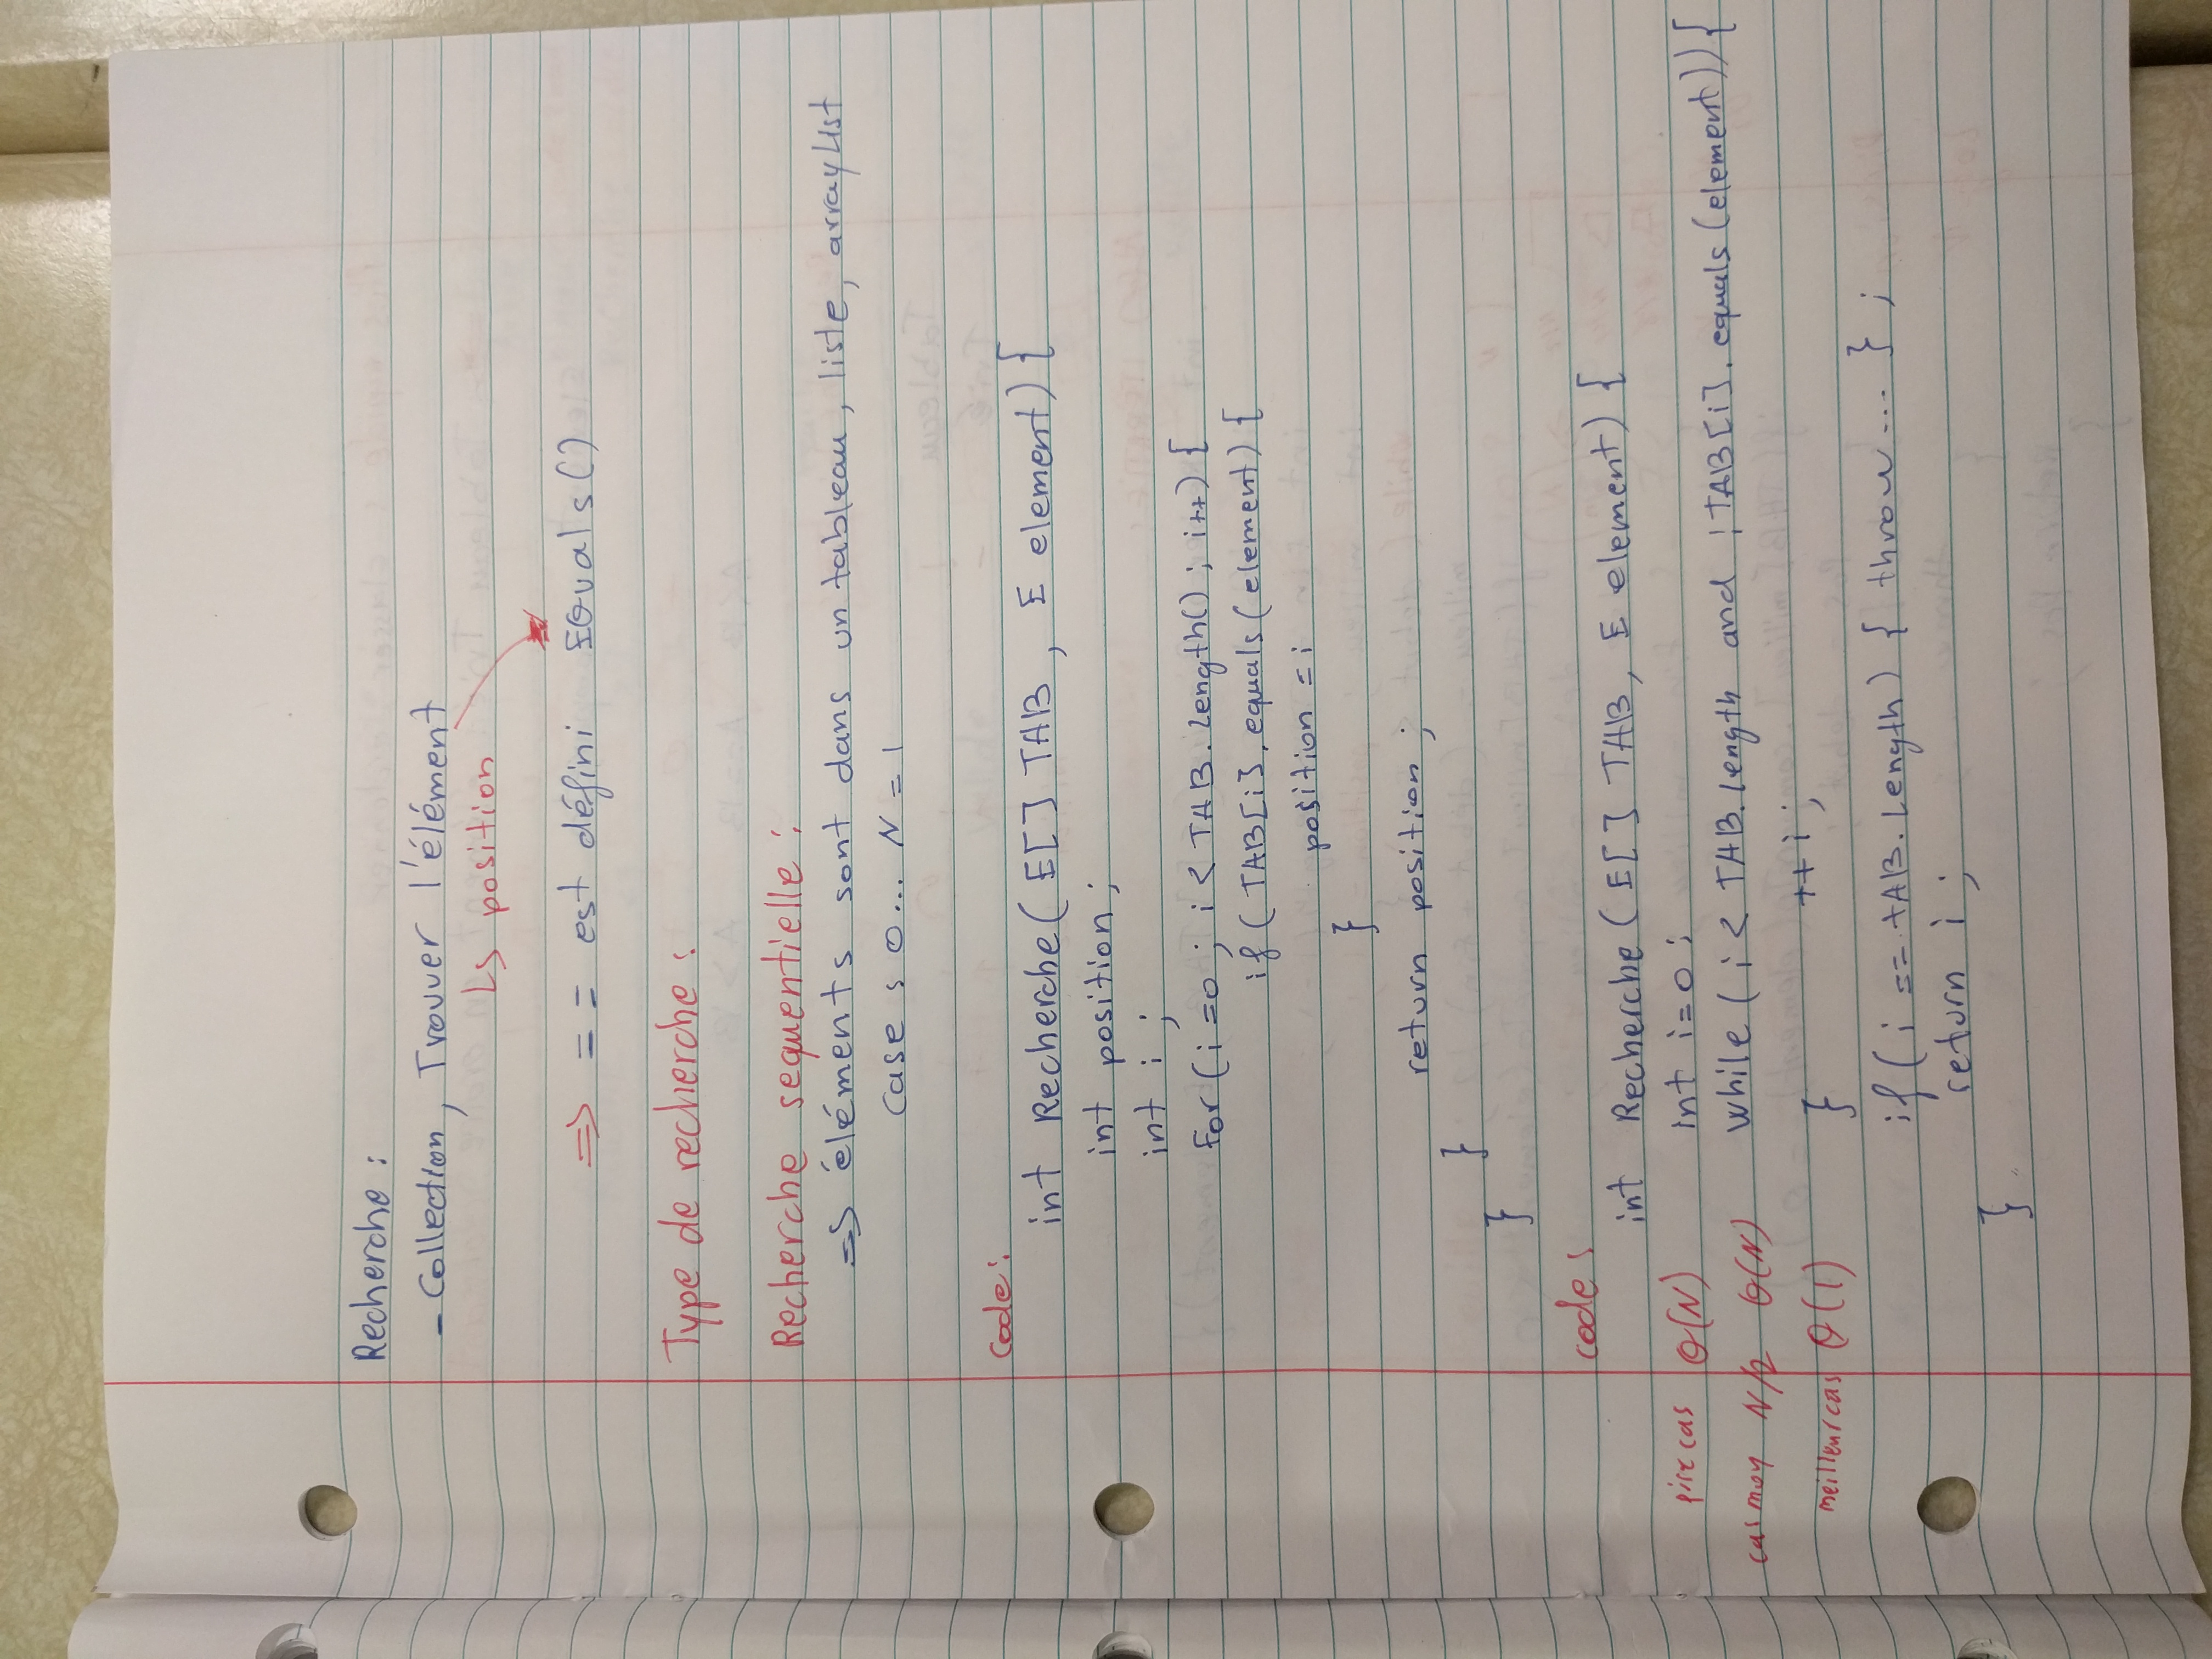 Recherche :
- Collection, Trouver l'élément
↳ position
=> == est défini EQuals()
Type de recherche :
Recherche sequentielle :
=> éléments sont dans un tableau, liste, arrayList
case s 0... N = 1
Code :
int Recherche ( E[] TAB, E element) {
int position ;
int i ;
For ( i = 0 ; i < TAB.Length() ; i++) {
if ( TAB[i].equals (element) {
position = i
}
return position ;
}
}
code :
int Recherche ( E[] TAB, E element) {
pire cas θ(N) int i = 0 ;
cas moy N/2 θ(N) while ( i < TAB.length and !TAB[i].equals (element)) {
meilleur cas θ(1) ++i ;
}
if ( i == TAB.Length) { throw ... } ;
return i ;
}